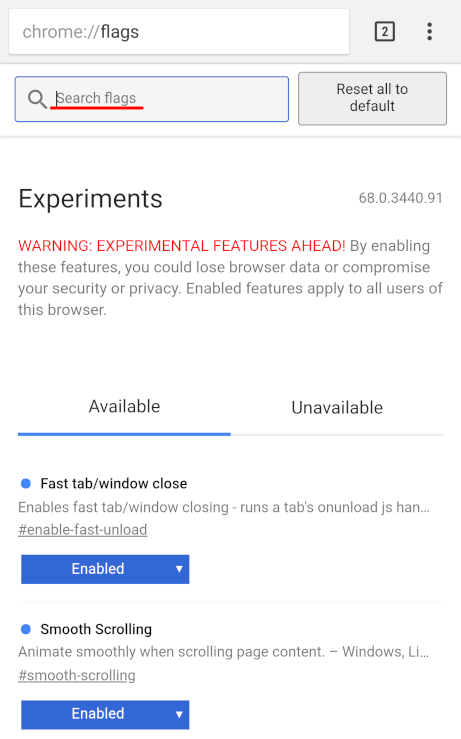 chrome://flags
2
Search flags
Reset all to
default
Experiments
68.0.3440.91
WARNING: EXPERIMENTAL FEATURES AHEAD! By enabling
these features, you could lose browser data or compromise
your security or privacy. Enabled features apply to all users of
this browser.
Available
Unavailable
Fast tab/window close
Enables fast tab/window closing - runs a tab's onunload js han...
#enable-fast-unload
Enabled
Smooth Scrolling
Animate smoothly when scrolling page content. – Windows, Li...
#smooth-scrolling
Enabled